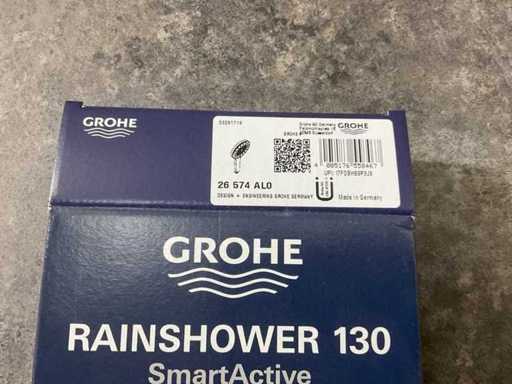 GROHE
26 574 AL0
DESIGN + ENGINEERING GROHE GERMANY
GROHE
Made in Germany
GROHE
RAINSHOWER 130
SmartActive